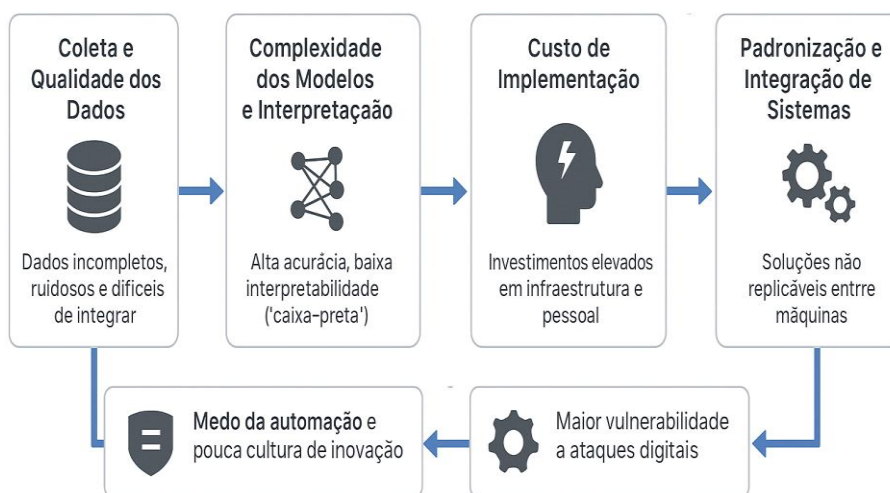 Coleta e
Qualidade dos
Dados
Dados incompletos,
ruidosos e dificeis
de integrar
Complexidade
dos Modelos
e Interpretaçaão
Alta acurácia, baixa
interpretabilidade
('caixa-preta')
Custo de
Implementação
Investimentos elevados
em infraestrutura e
pessoal
Padronização e
Integração de
Sistemas
Soluções não
replicáveis entrre
mãquinas
Maior vulnerabilidade
a ataques digitais
Medo da automação e
pouca cultura de inovação